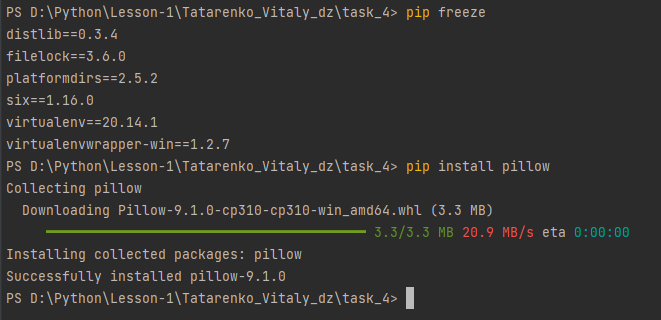 PS D:\Python\Lesson-1\Tatarenko_Vitaly_dz\task_4> pip freeze
distlib==0.3.4
filelock==3.6.0
platformdirs==2.5.2
six==1.16.0
virtualenv==20.14.1
virtualenvwrapper-win==1.2.7
PS D:\Python\Lesson-1\Tatarenko_Vitaly_dz\task_4> pip install pillow
Collecting pillow
  Downloading Pillow-9.1.0-cp310-cp310-win_amd64.whl (3.3 MB)
3.3/3.3 MB 20.9 MB/s eta 0:00:00
Installing collected packages: pillow
Successfully installed pillow-9.1.0
PS D:\Python\Lesson-1\Tatarenko_Vitaly_dz\task_4>